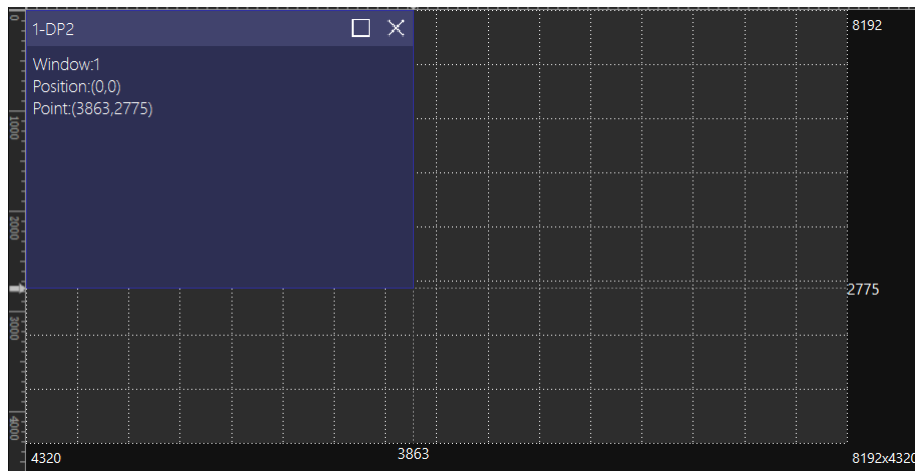 0
8192
1-DP2
Window:1
Position:(0,0)
Point:(3863,2775)
1000
2000
2775
3000
4000
4320
3863
8192x4320